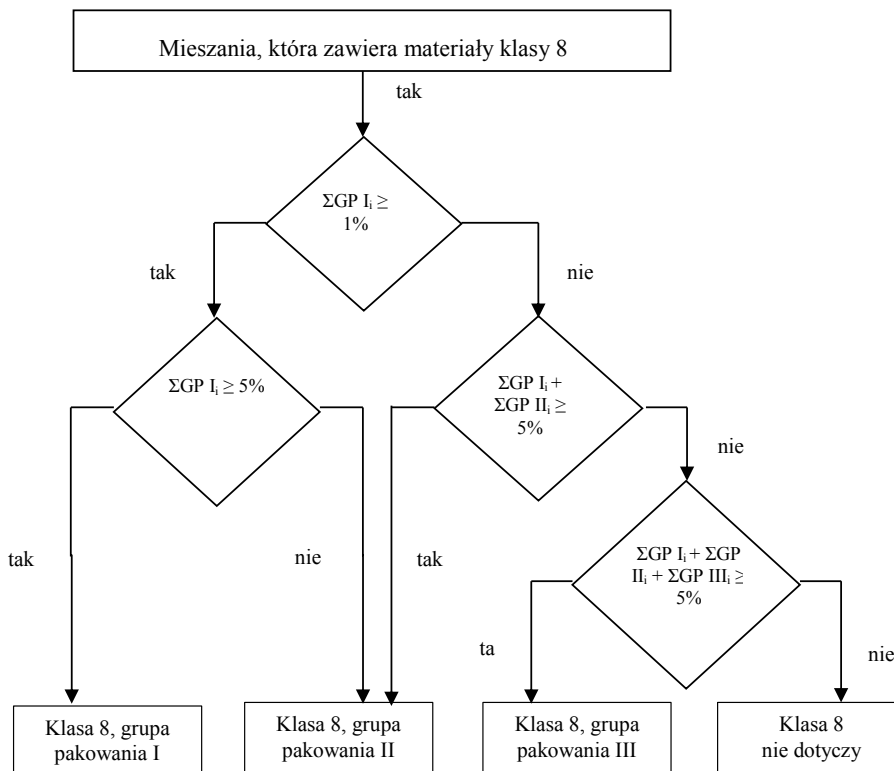 Mieszania, która zawiera materiały klasy 8
tak
ΣGP Iᵢ ≥
1%
tak
nie
ΣGP Iᵢ ≥ 5%
ΣGP Iᵢ +
ΣGP IIᵢ ≥
5%
nie
tak
nie
tak
ΣGP Iᵢ + ΣGP
IIᵢ + ΣGP IIIᵢ ≥
5%
ta
nie
Klasa 8, grupa
pakowania I
Klasa 8, grupa
pakowania II
Klasa 8, grupa
pakowania III
Klasa 8
nie dotyczy